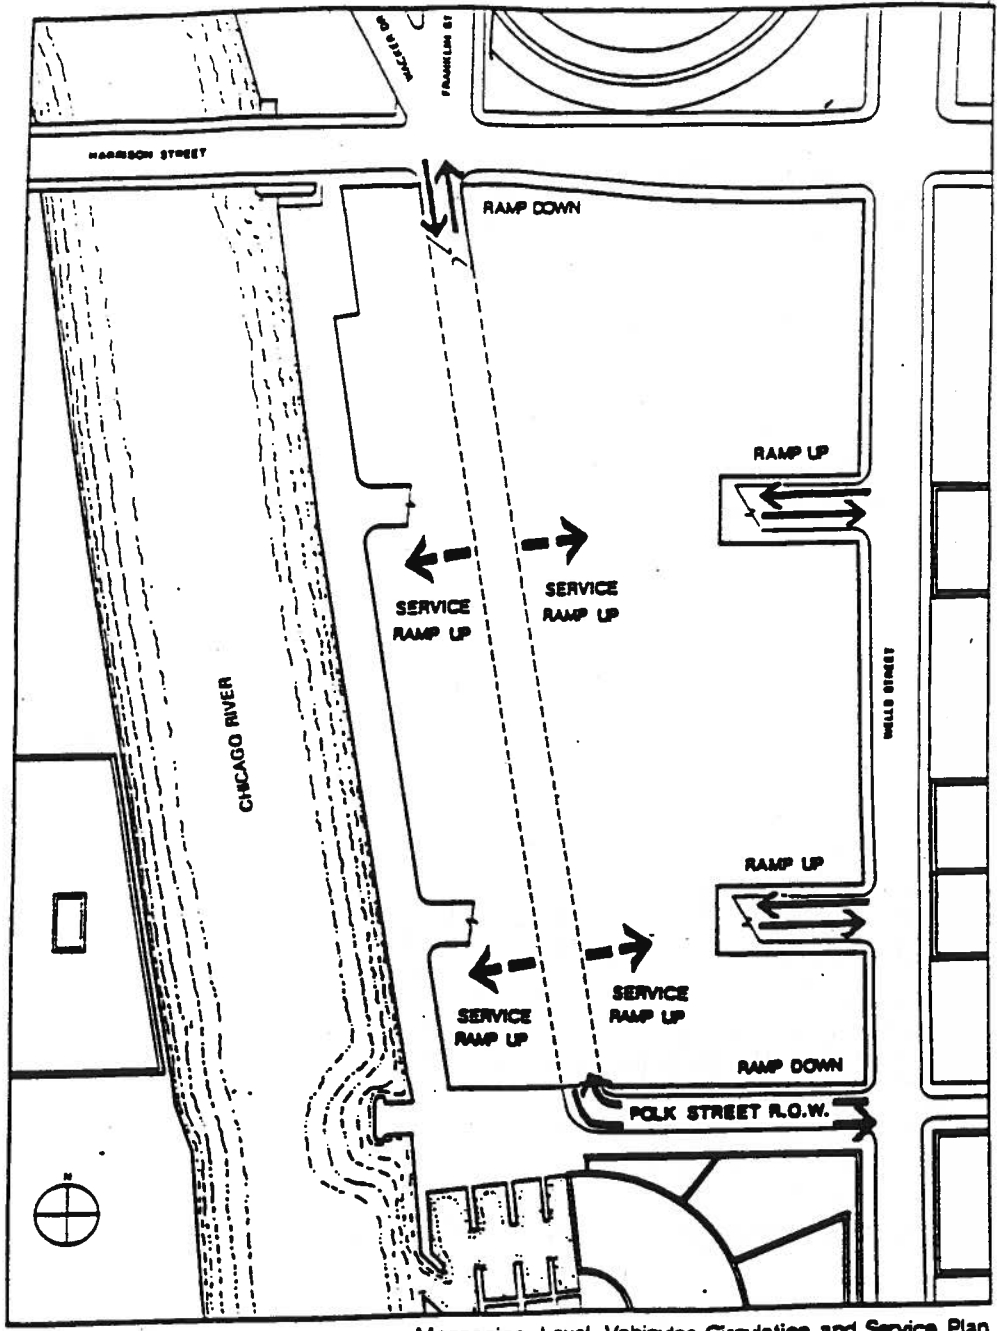 WACKER DR
FRANKLIN ST
HARRISON STREET
RAMP DOWN
RAMP UP
SERVICE
RAMP UP
SERVICE
RAMP UP
WELLS STREET
CHICAGO RIVER
RAMP UP
SERVICE
RAMP UP
SERVICE
RAMP UP
RAMP DOWN
POLK STREET R.O.W.
N
Level Vehicular Circulation and Service Plan